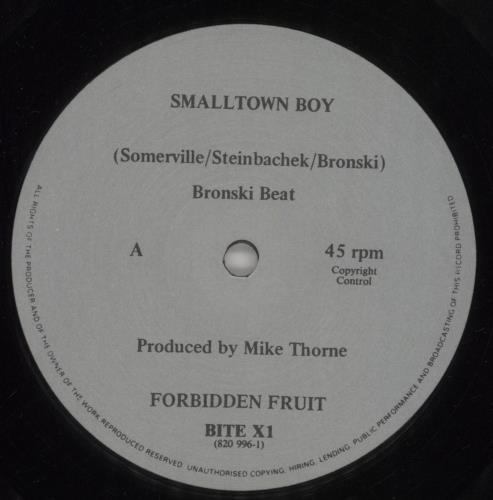 SMALLTOWN BOY
(Somerville/Steinbachek/Bronski)
Bronski Beat
A
45 rpm
Copyright
Control
Produced by Mike Thorne
FORBIDDEN FRUIT
BITE X1
(820 996-1)
ALL RIGHTS OF THE PRODUCER AND OF THE OWNER OF THE WORK REPRODUCED RESERVED. UNAUTHORISED COPYING, HIRING, LENDING, PUBLIC PERFORMANCE AND BROADCASTING OF THIS RECORD PROHIBITED